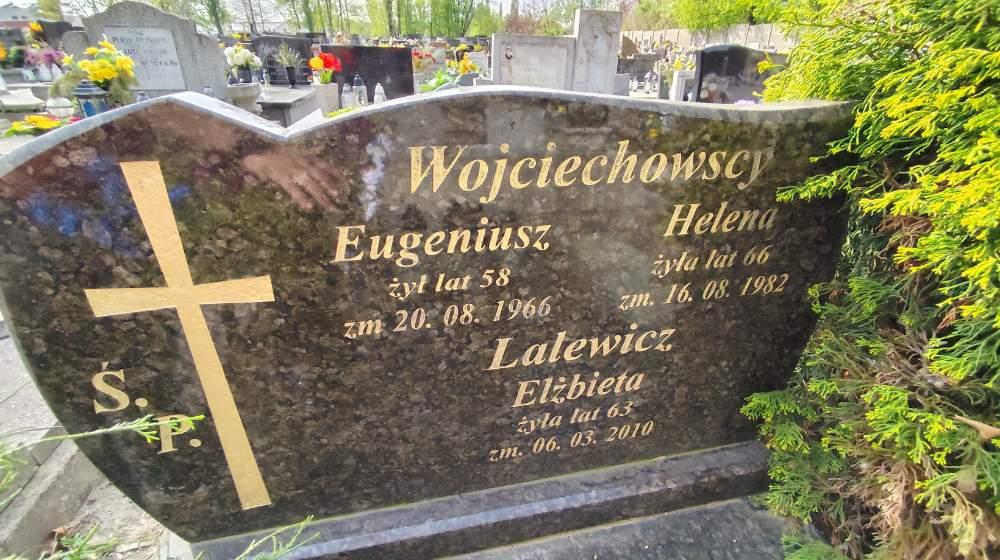 Wojciechowscy
Eugeniusz
żył lat 58
zm 20. 08. 1966
Helena
żyła lat 66
zm. 16. 08. 1982
Lalewicz
Elżbieta
żyła lat 63
zm. 06. 03. 2010
Ś.
P.